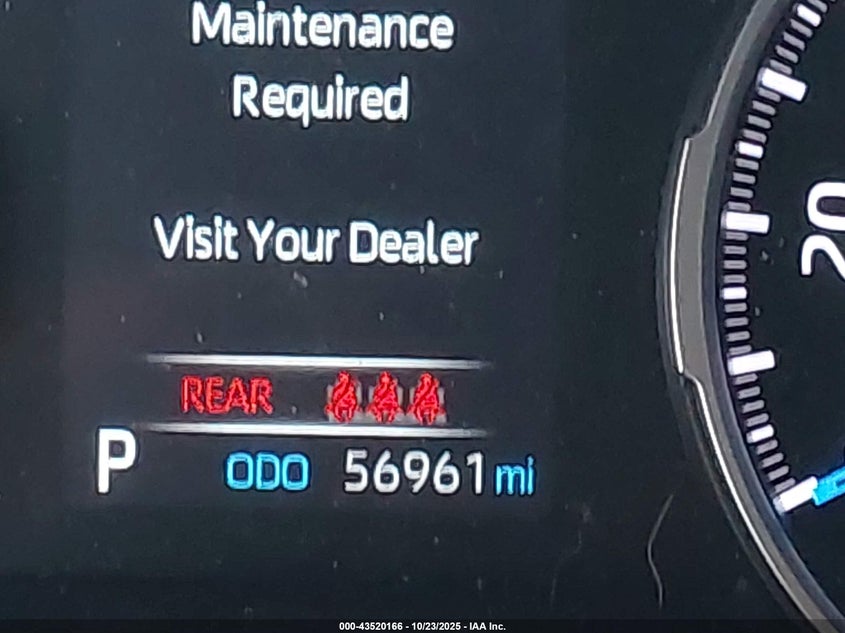 Maintenance
Required
Visit Your Dealer
REAR
P ODO 56961 mi
20
000-43520166 - 10/23/2025 - IAA Inc.